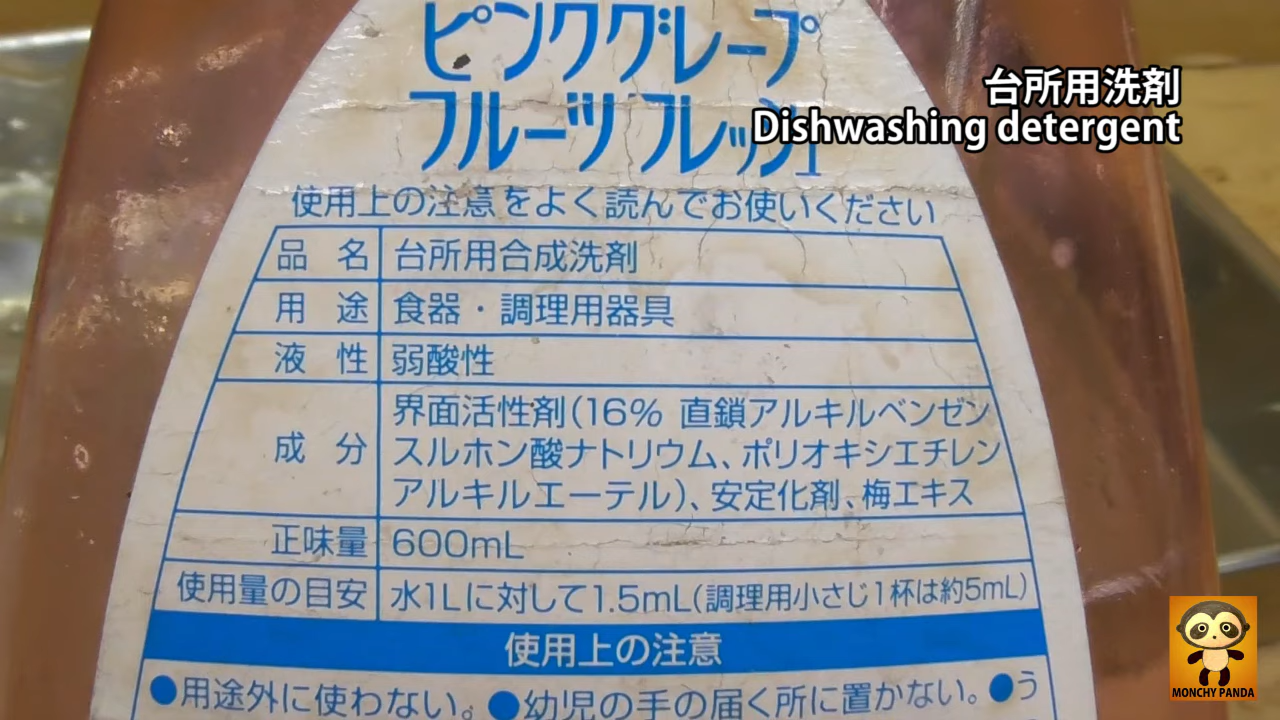 ピンクグレープ
フルーツフレッシュ
台所用洗剤
Dishwashing detergent
使用上の注意をよく読んでお使いください
品 名 台所用合成洗剤
用 途 食器・調理用器具
液 性 弱酸性
成 分 界面活性剤(16% 直鎖アルキルベンゼン
スルホン酸ナトリウム、ポリオキシエチレン
アルキルエーテル)、安定化剤、梅エキス
正味量 600mL
使用量の目安 水1Lに対して1.5mL(調理用小さじ1杯は約5mL)
使用上の注意
●用途外に使わない。●幼児の手の届く所に置かない。●う
MONCHY PANDA